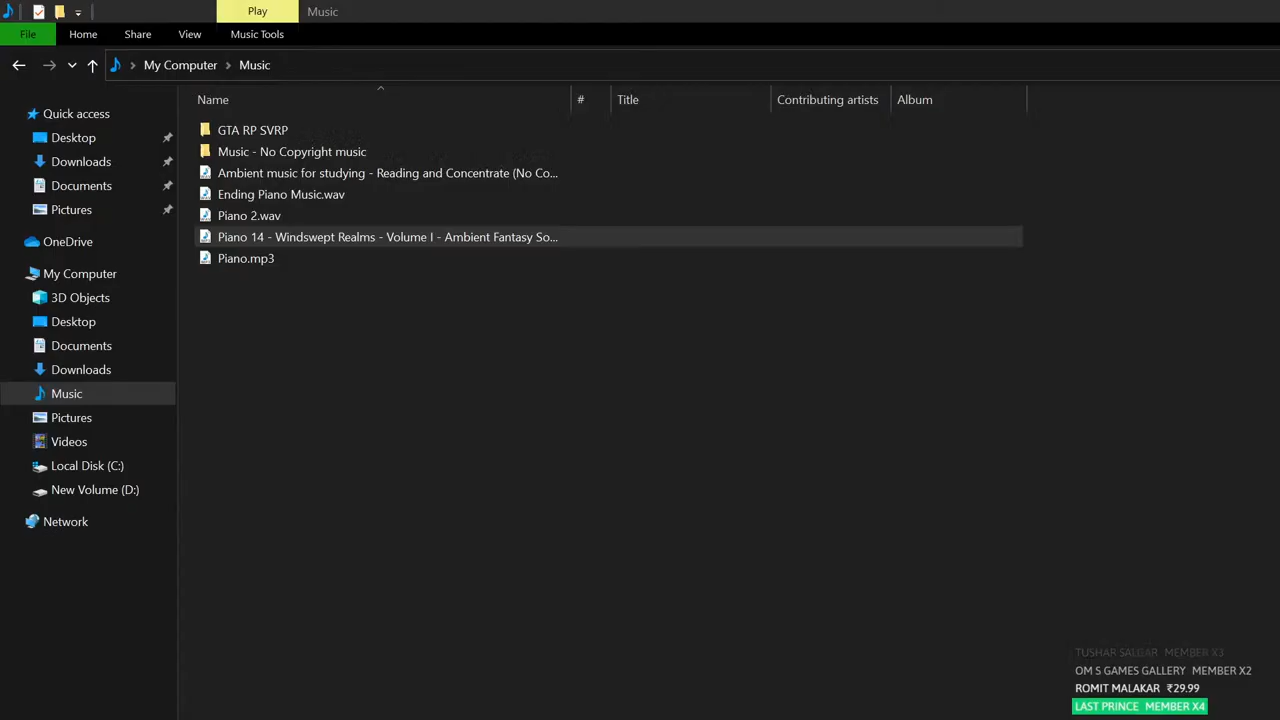 Play
Music
File
Home
Share
View
Music Tools
My Computer
Music
Name
#
Title
Contributing artists
Album
Quick access
Desktop
Downloads
Documents
Pictures
OneDrive
My Computer
3D Objects
Desktop
Documents
Downloads
Music
Pictures
Videos
Local Disk (C:)
New Volume (D:)
Network
GTA RP SVRP
Music - No Copyright music
Ambient music for studying - Reading and Concentrate (No Co...
Ending Piano Music.wav
Piano 2.wav
Piano 14 - Windswept Realms - Volume I - Ambient Fantasy So...
Piano.mp3
TUSHAR SALGAR MEMBER X3
OM S GAMES GALLERY MEMBER X2
ROMIT MALAKAR ₹29.99
LAST PRINCE MEMBER X4